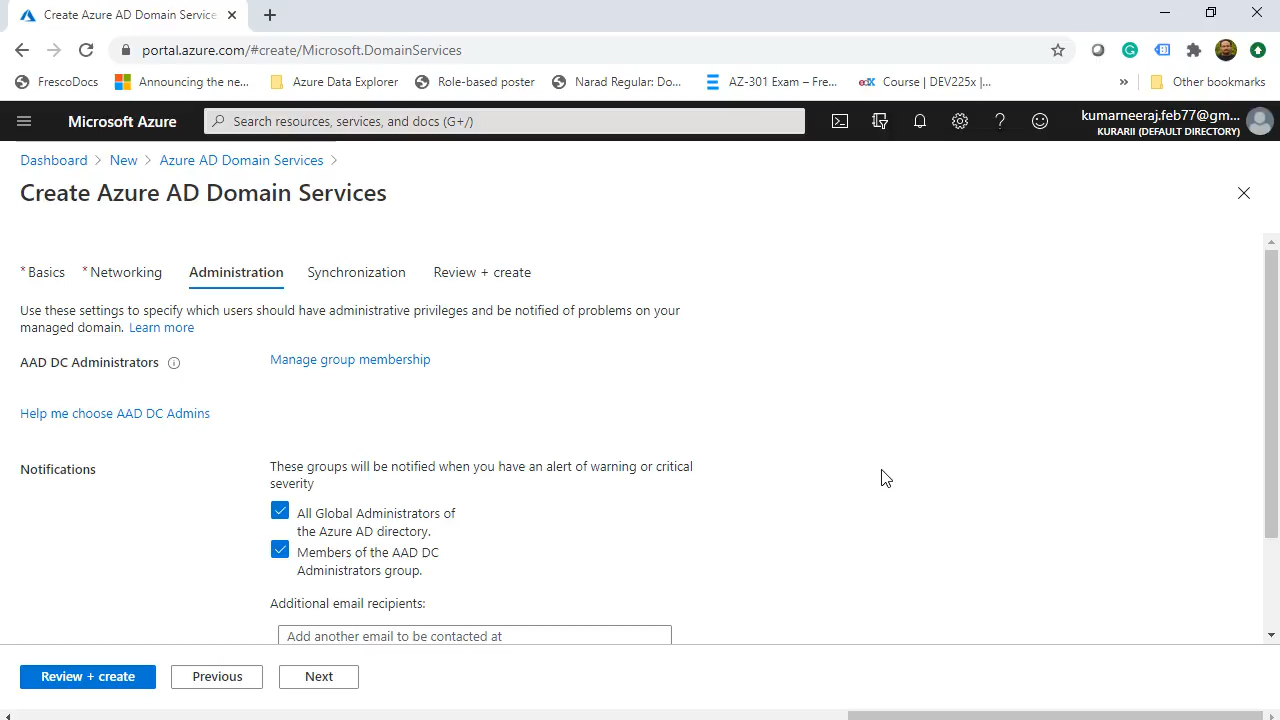 Create Azure AD Domain Service
portal.azure.com/#create/Microsoft.DomainServices
FrescoDocs
Announcing the ne...
Azure Data Explorer
Role-based poster
Narad Regular: Do...
AZ-301 Exam – Fre...
edX Course | DEV225x |...
»
Other bookmarks
Microsoft Azure
Search resources, services, and docs (G+/)
kumarneeraj.feb77@gm...
KURARII (DEFAULT DIRECTORY)
Dashboard > New > Azure AD Domain Services >
Create Azure AD Domain Services
* Basics * Networking Administration Synchronization Review + create
Use these settings to specify which users should have administrative privileges and be notified of problems on your
managed domain. Learn more
AAD DC Administrators
Manage group membership
Help me choose AAD DC Admins
Notifications
These groups will be notified when you have an alert of warning or critical
severity
All Global Administrators of
the Azure AD directory.
Members of the AAD DC
Administrators group.
Additional email recipients:
Add another email to be contacted at
Review + create Previous Next